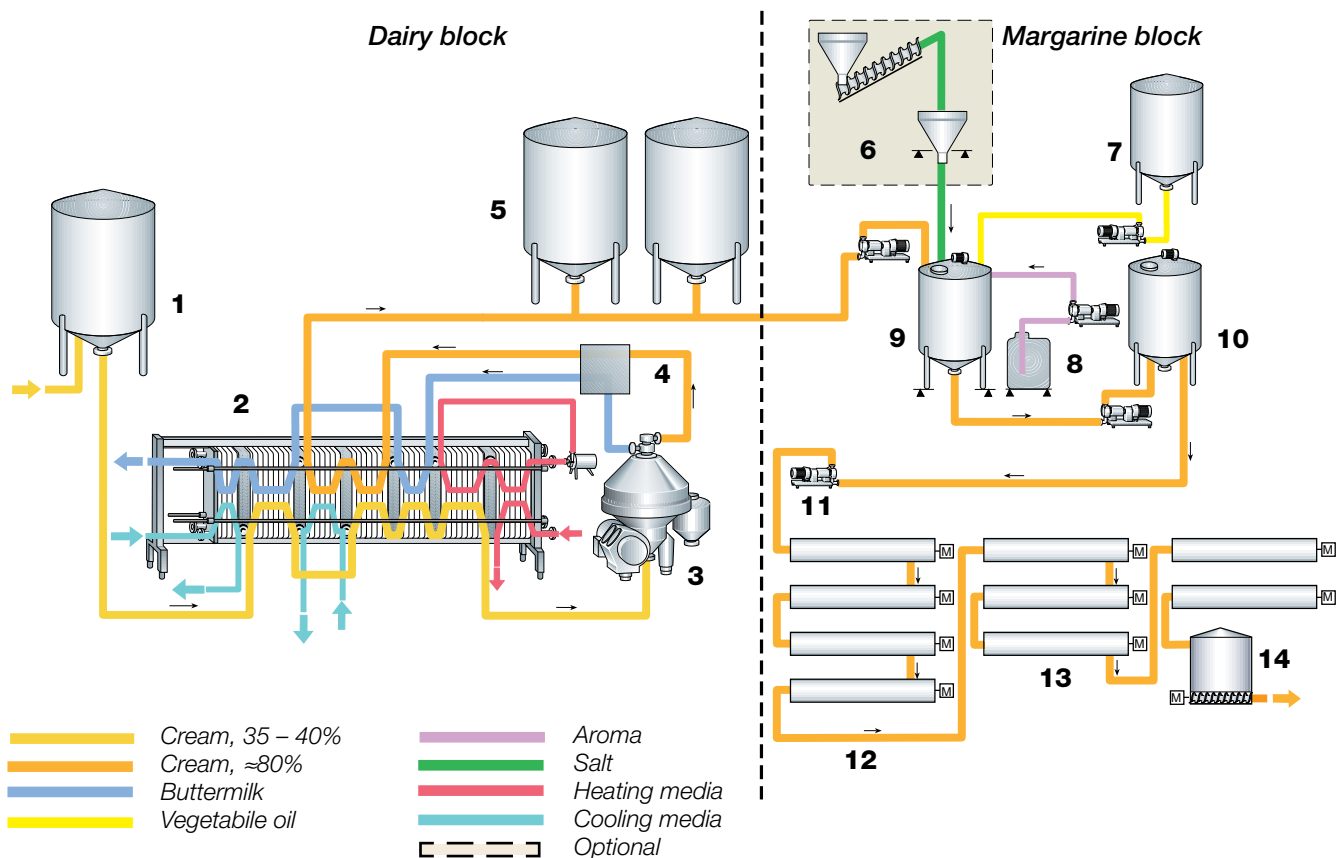 Dairy block
Margarine block
6
7
5
1
9
8
10
4
2
11
3
M
M
M
M
M
M
M
M
M
13
14
M
12
Cream, 35 – 40%
Cream, ≈80%
Buttermilk
Vegetabile oil
Aroma
Salt
Heating media
Cooling media
Optional